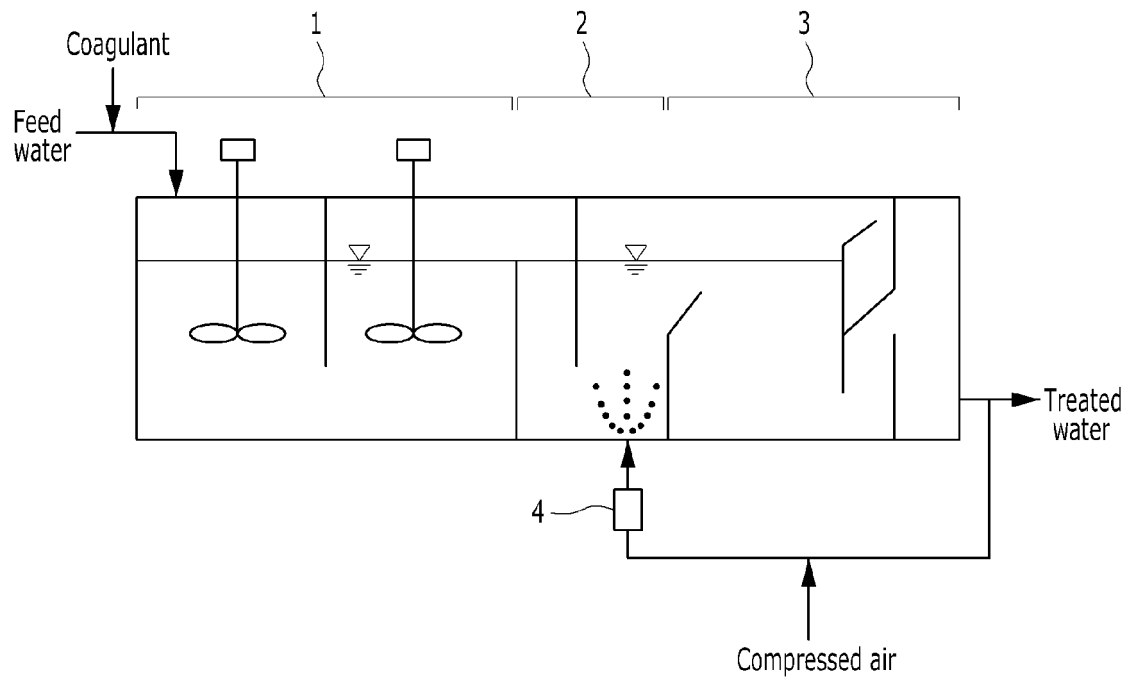 1
2
3
Coagulant
Feed
water
4
Treated
water
Compressed air